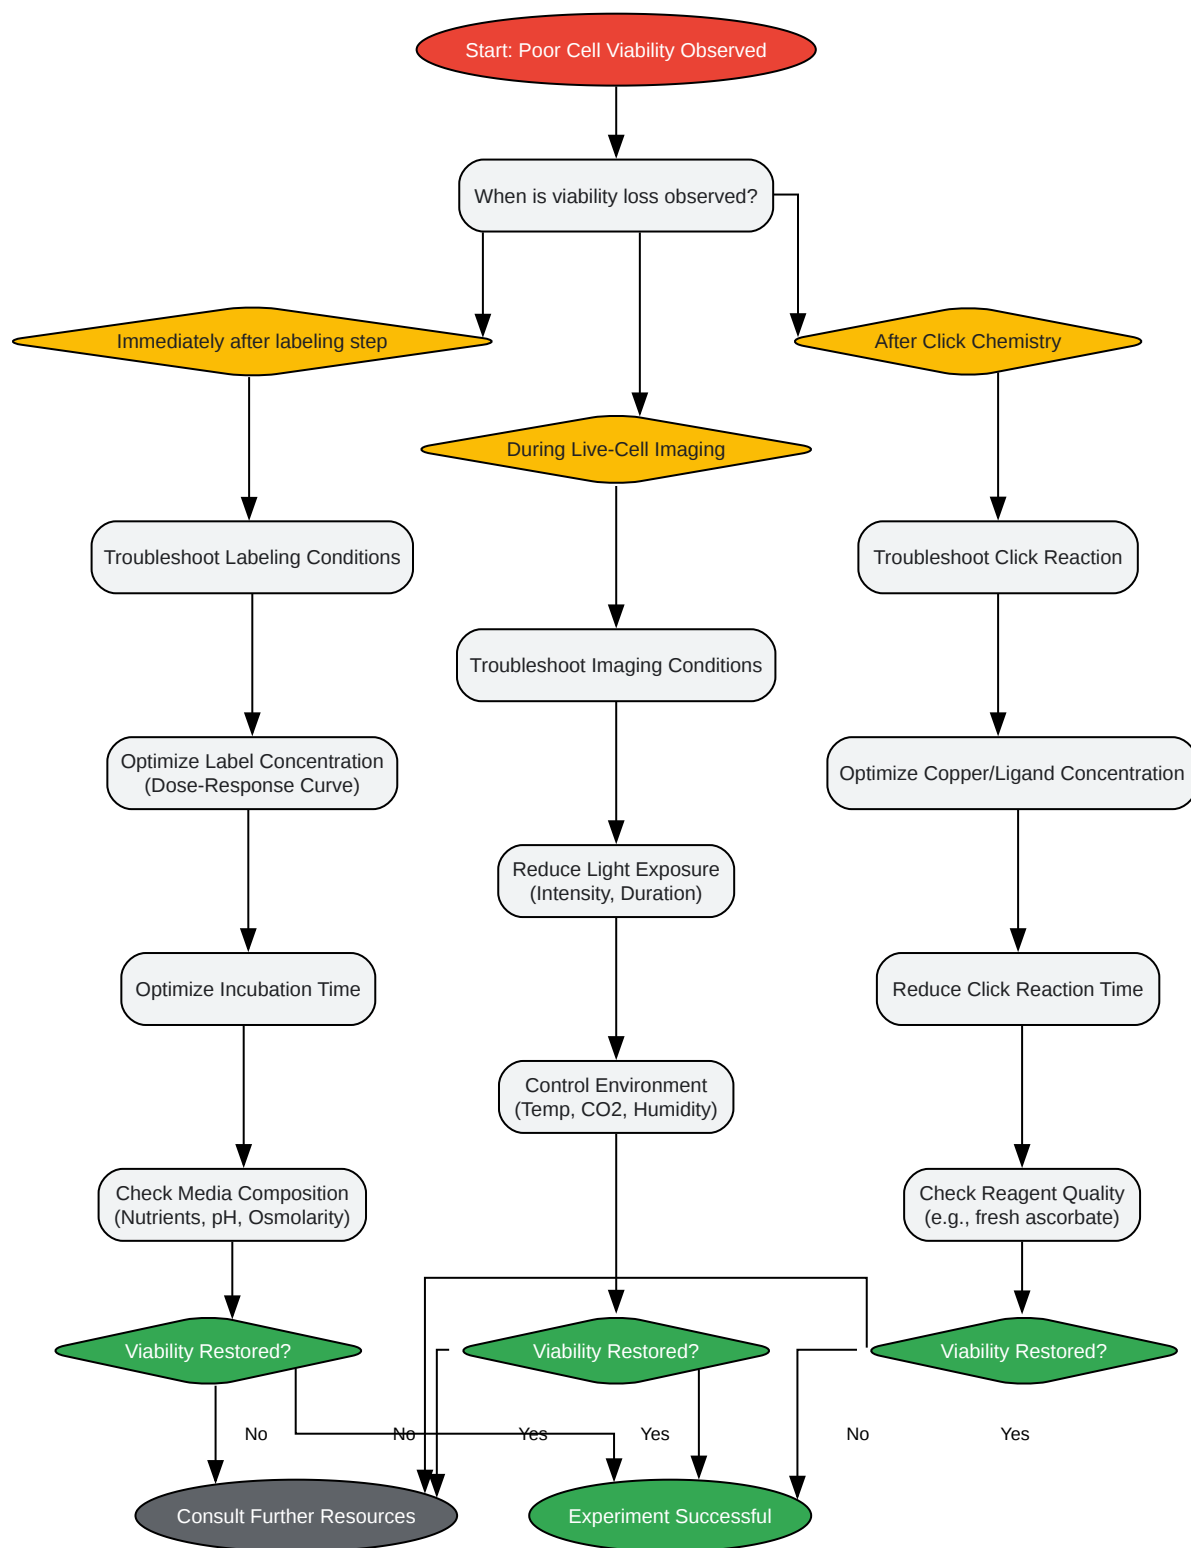 Start: Poor Cell Viability Observed
When is viability loss observed?
Immediately after labeling step
After Click Chemistry
During Live-Cell Imaging
Troubleshoot Labeling Conditions
Troubleshoot Click Reaction
Troubleshoot Imaging Conditions
Optimize Label Concentration
(Dose-Response Curve)
Optimize Copper/Ligand Concentration
Reduce Light Exposure
(Intensity, Duration)
Optimize Incubation Time
Reduce Click Reaction Time
Control Environment
(Temp, CO2, Humidity)
Check Media Composition
(Nutrients, pH, Osmolarity)
Check Reagent Quality
(e.g., fresh ascorbate)
Viability Restored?
Viability Restored?
Viability Restored?
No
No
Yes
Yes
No
Yes
Consult Further Resources
Experiment Successful